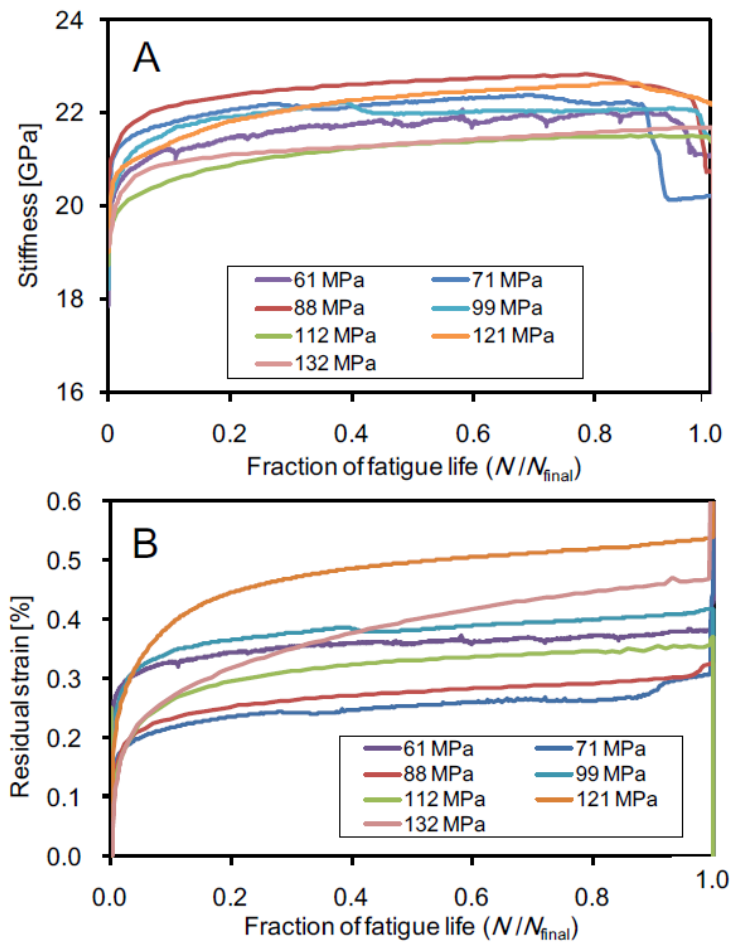 24
A
22
Stiffness [GPa]
20
61 MPa 71 MPa
88 MPa 99 MPa
18
112 MPa 121 MPa
132 MPa
16
0 0.2 0.4 0.6 0.8 1.0
Fraction of fatigue life (N/Nfinal)
0.6
B
0.5
0.4
Residual strain [%]
0.3
0.2
61 MPa 71 MPa
88 MPa 99 MPa
0.1
112 MPa 121 MPa
132 MPa
0.0
0.0 0.2 0.4 0.6 0.8 1.0
Fraction of fatigue life (N/Nfinal)